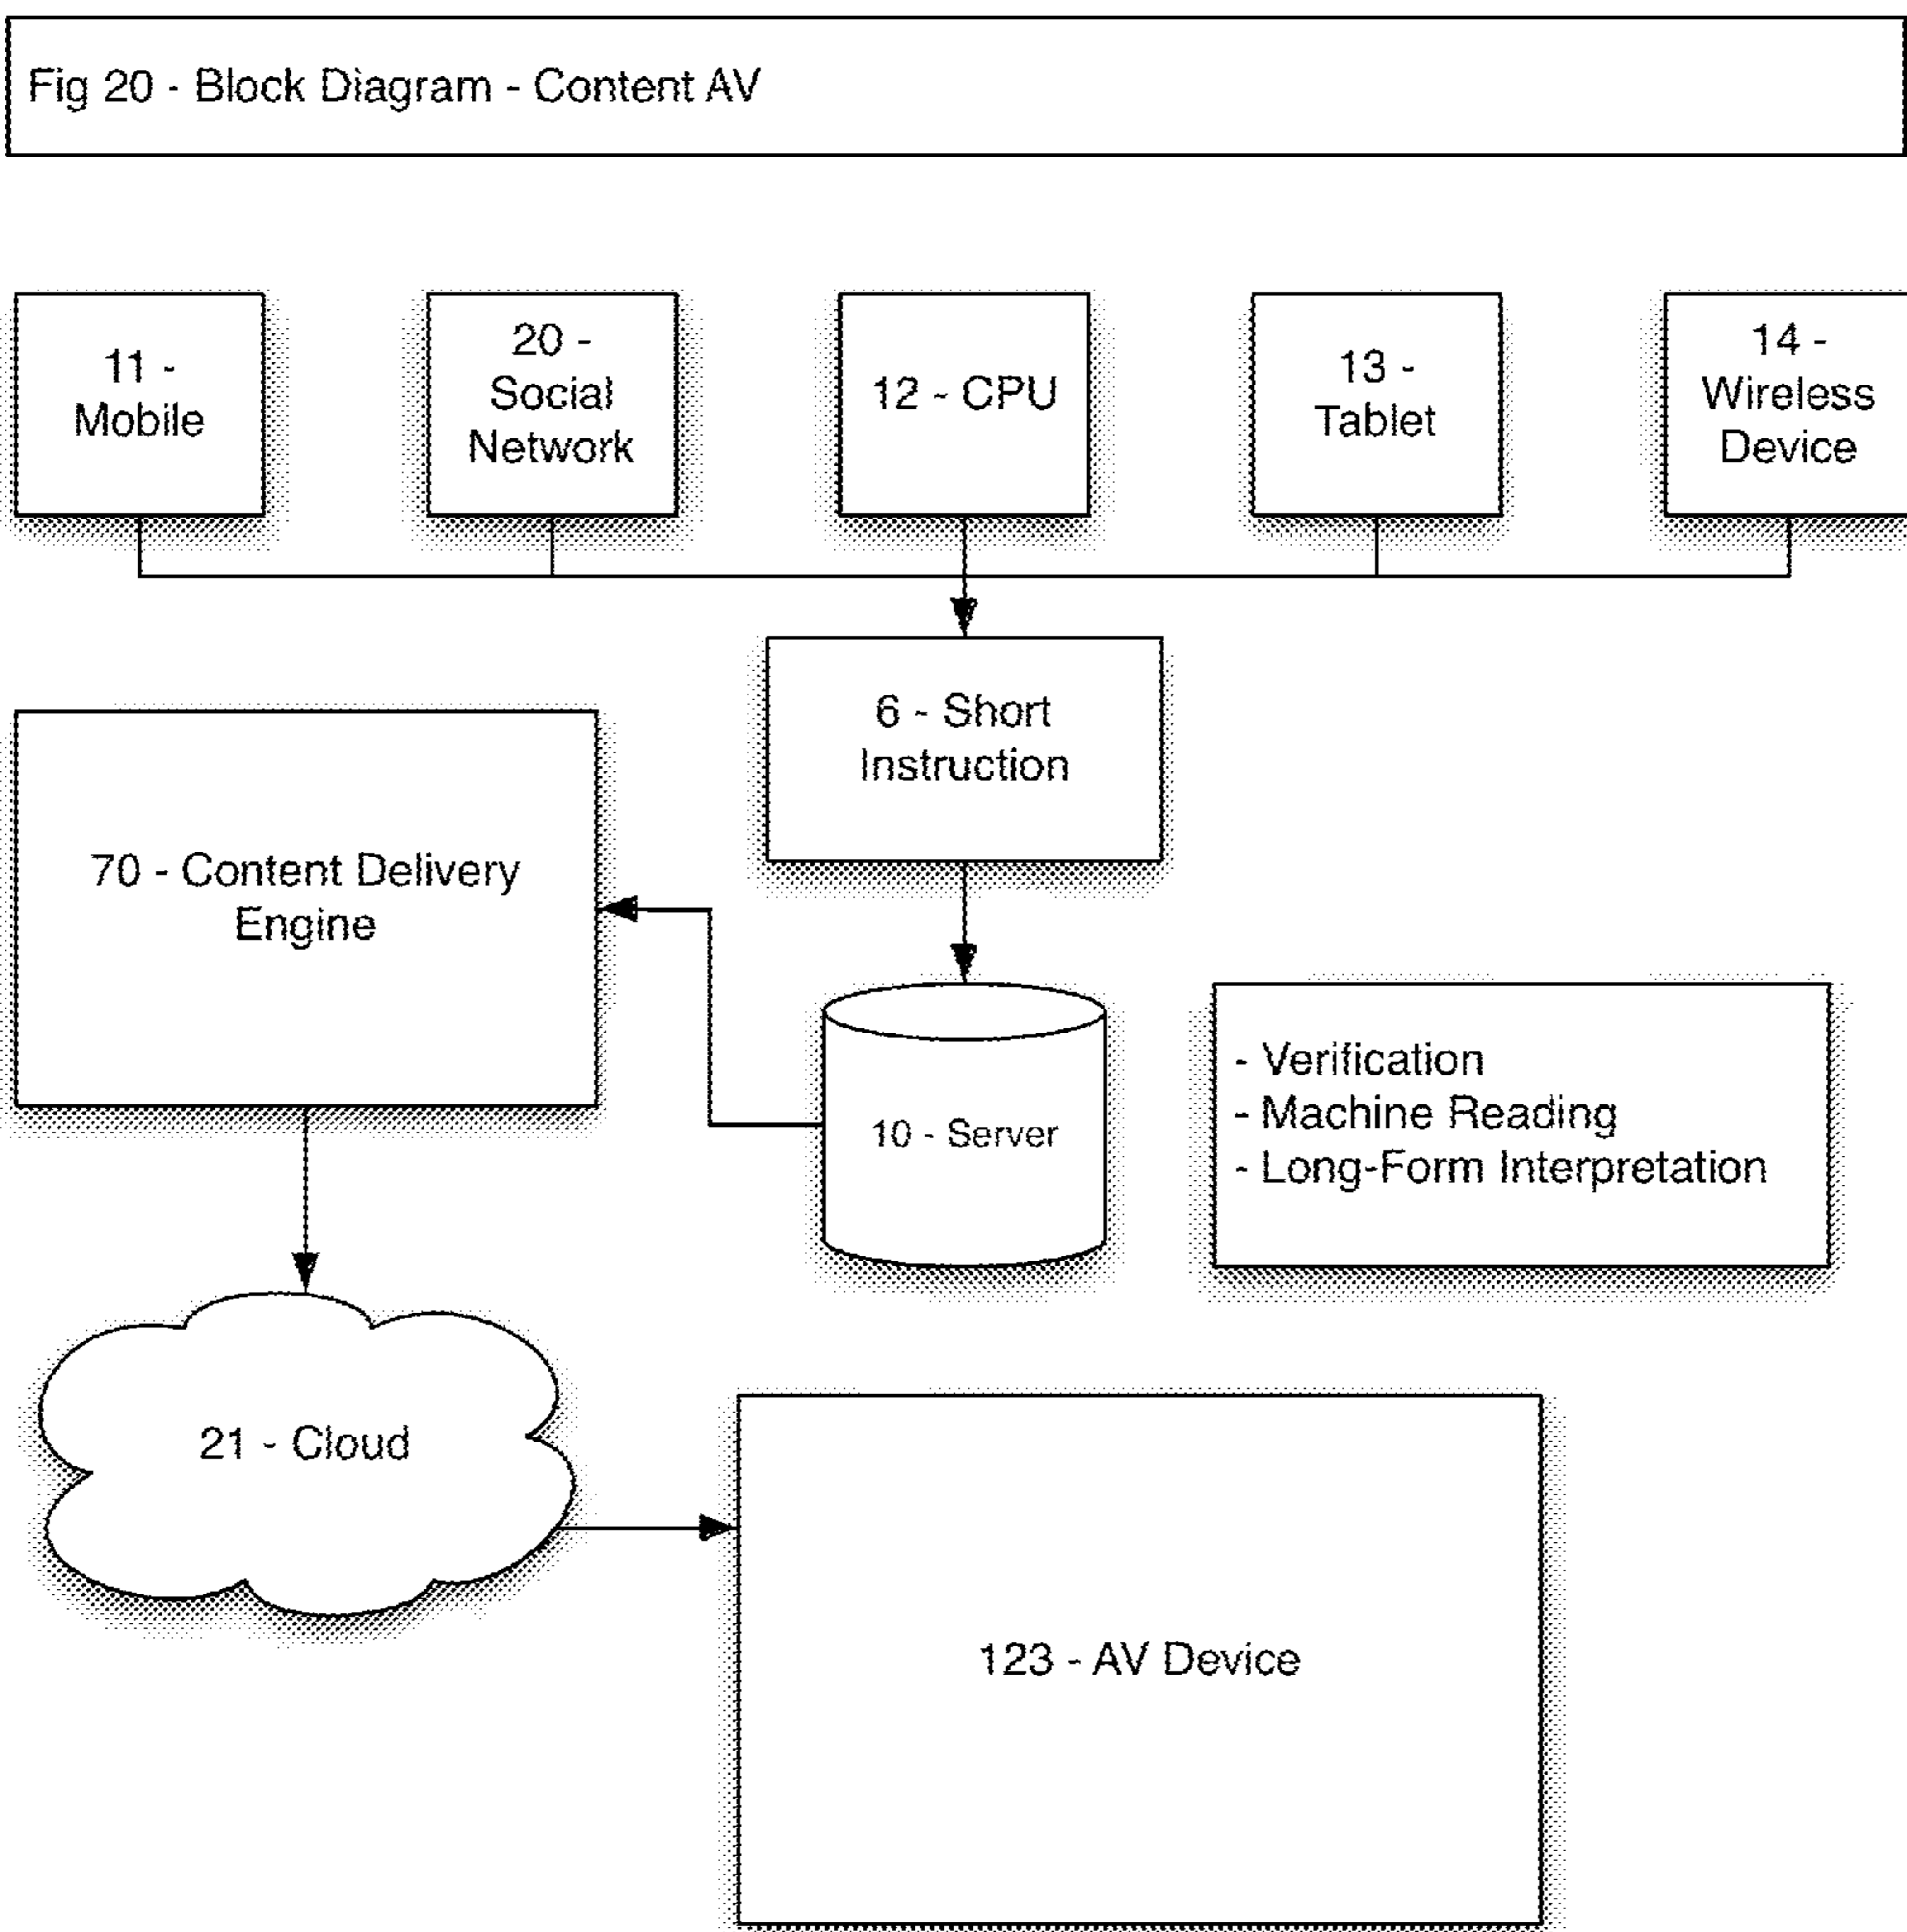 Fig 20 - Block Diagram - Content AV
11 -
Mobile
20 -
Social
Network
12 - CPU
13 -
Tablet
14 -
Wireless
Device
6 - Short
Instruction
70 - Content Delivery
Engine
10 - Server
- Verification
- Machine Reading
- Long-Form Interpretation
21 - Cloud
123 - AV Device